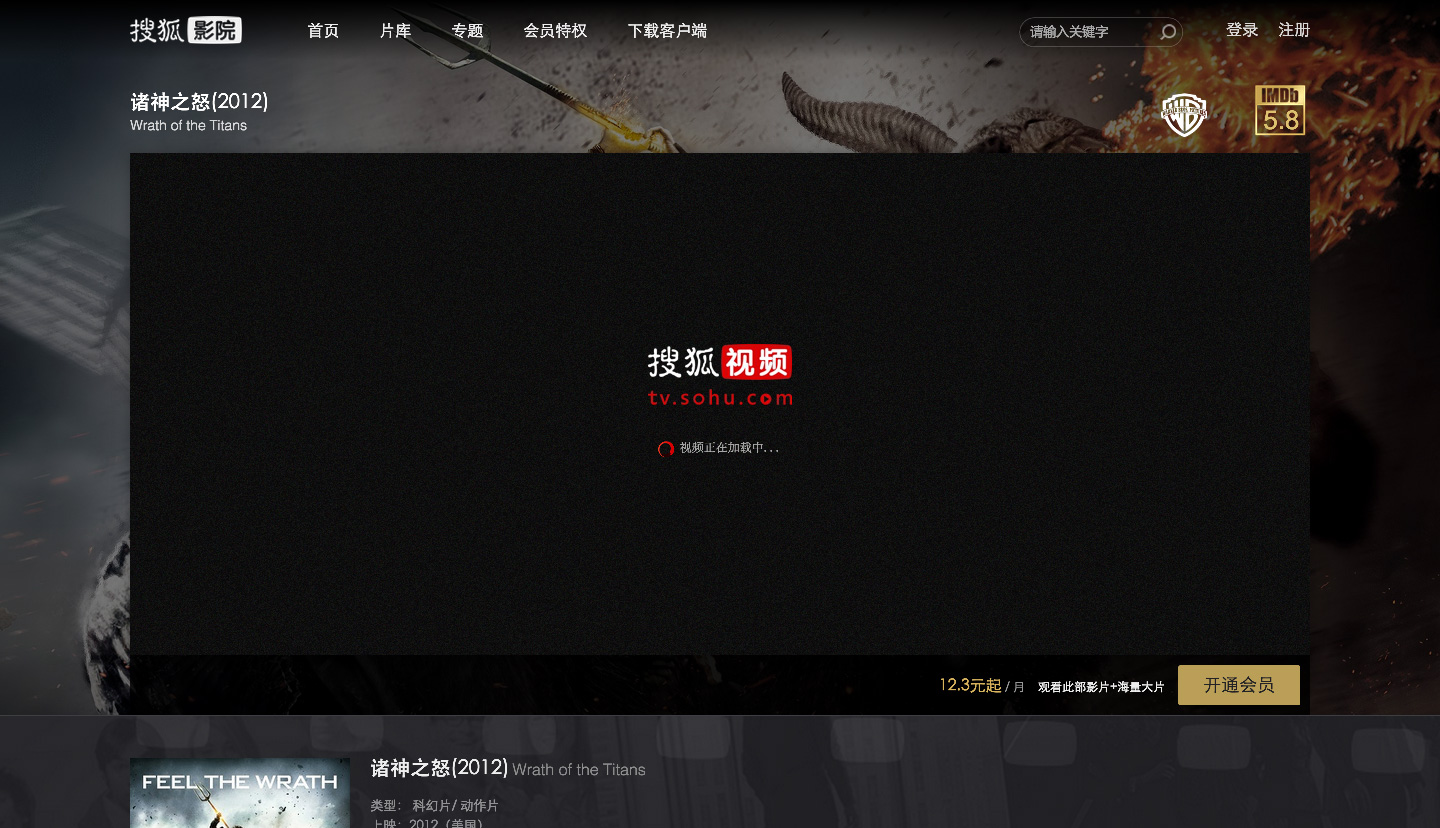 搜狐影院 首页 片库 专题 会员特权 下载客户端 请输入关键字 登录 注册
诸神之怒(2012)
Wrath of the Titans
WB
IMDb
5.8
搜狐视频
tv.sohu.com
视频正在加载中...
12.3元起 / 月 观看此部影片+海量大片 开通会员
FEEL THE WRATH
诸神之怒(2012) Wrath of the Titans
类型： 科幻片/ 动作片
上映：2012（美国）